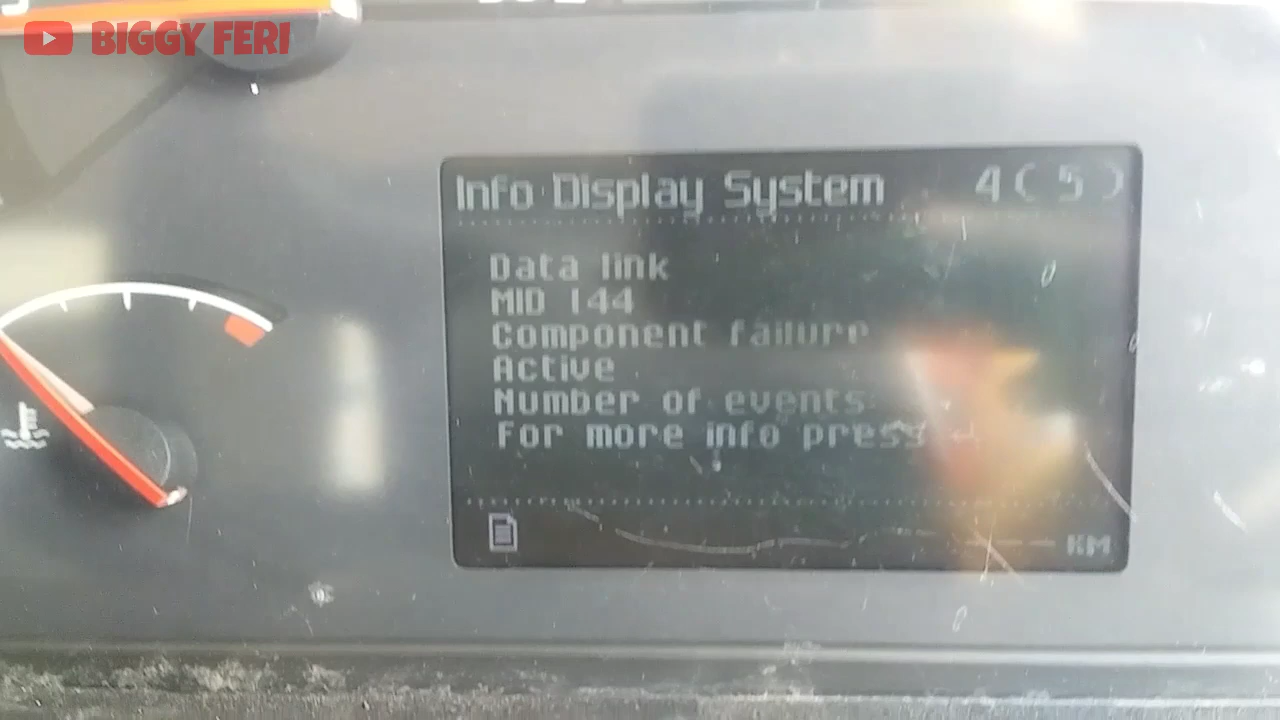 BIGGY FERI
Info Display System 4(5)
Data link
MID 144
Component failure
Active
Number of events:
For more info press
KM